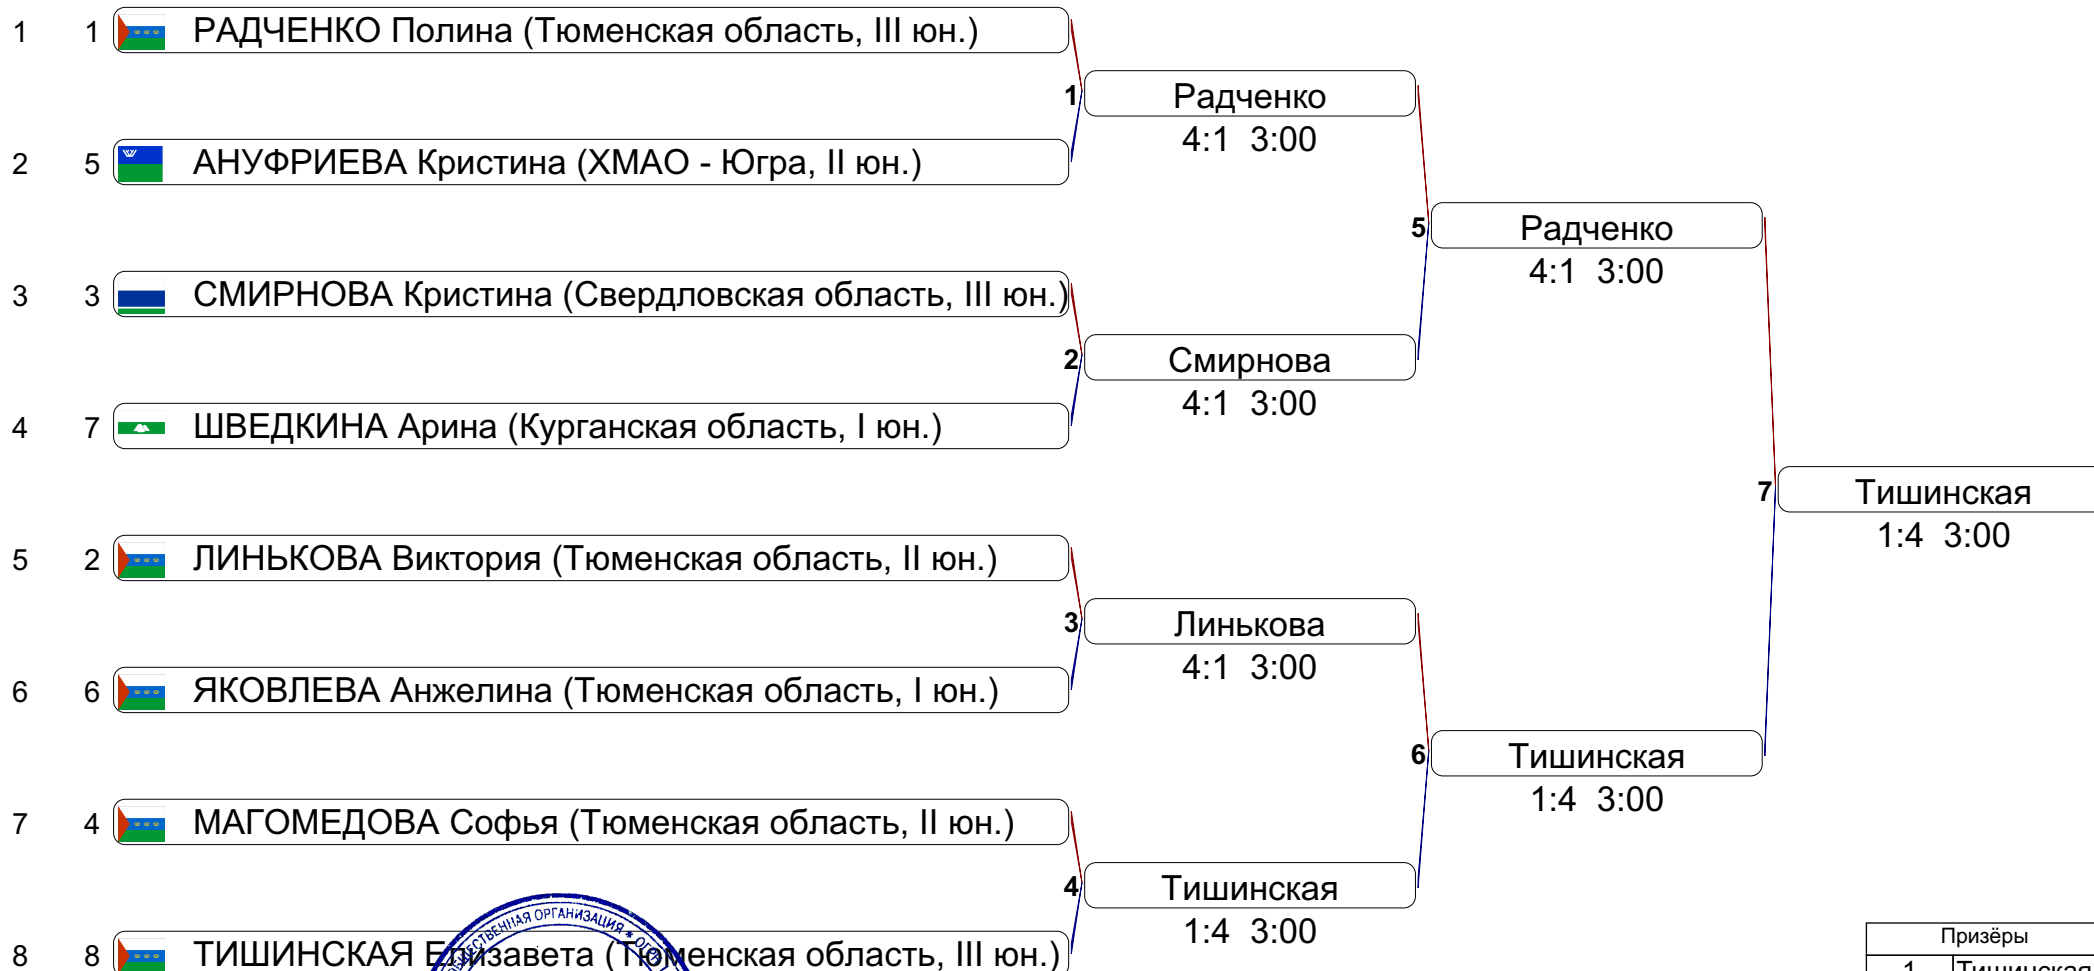 1 1 РАДЧЕНКО Полина (Тюменская область, III юн.)
1 Радченко
4:1 3:00
2 5 АНУФРИЕВА Кристина (ХМАО - Югра, II юн.)
5 Радченко
4:1 3:00
3 3 СМИРНОВА Кристина (Свердловская область, III юн.)
2 Смирнова
4:1 3:00
4 7 ШВЕДКИНА Арина (Курганская область, I юн.)
7 Тишинская
1:4 3:00
5 2 ЛИНЬКОВА Виктория (Тюменская область, II юн.)
3 Линькова
4:1 3:00
6 6 ЯКОВЛЕВА Анжелина (Тюменская область, I юн.)
6 Тишинская
1:4 3:00
7 4 МАГОМЕДОВА Софья (Тюменская область, II юн.)
4 Тишинская
1:4 3:00
ОРГАНИЗАЦИЯ *
8 8 ТИШИНСКАЯ Елизавета (Тюменская область, III юн.)
Призёры
1 Тишинская